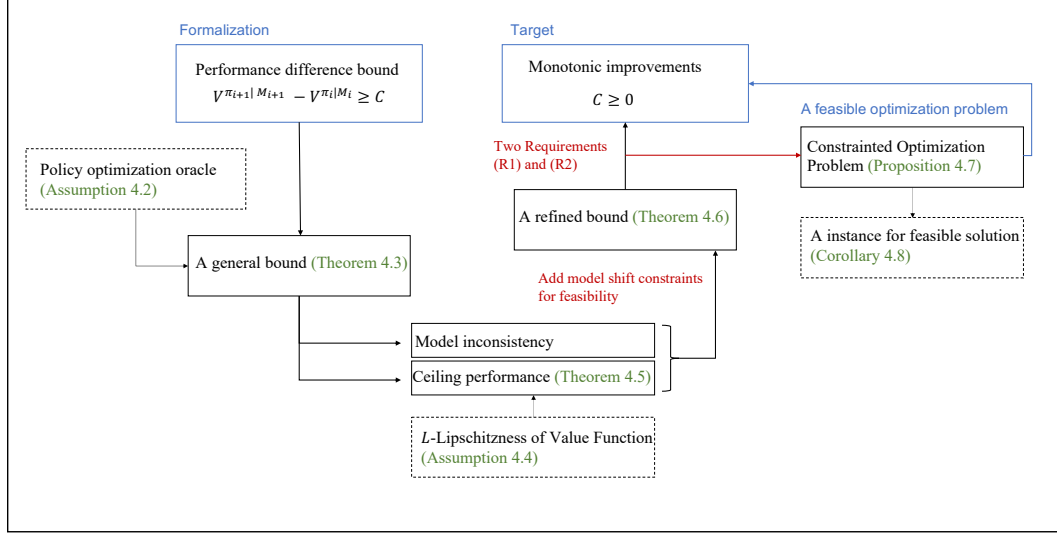 Formalization
Performance difference bound
V^{π_{i+1}| M_{i+1}} − V^{π_i|M_i} ≥ C
Target
Monotonic improvements
C ≥ 0
A feasible optimization problem
Two Requirements
(R1) and (R2)
Constrainted Optimization
Problem (Proposition 4.7)
Policy optimization oracle
(Assumption 4.2)
A refined bound (Theorem 4.6)
A instance for feasible solution
(Corollary 4.8)
A general bound (Theorem 4.3)
Add model shift constraints
for feasibility
Model inconsistency
Ceiling performance (Theorem 4.5)
L-Lipschitzness of Value Function
(Assumption 4.4)